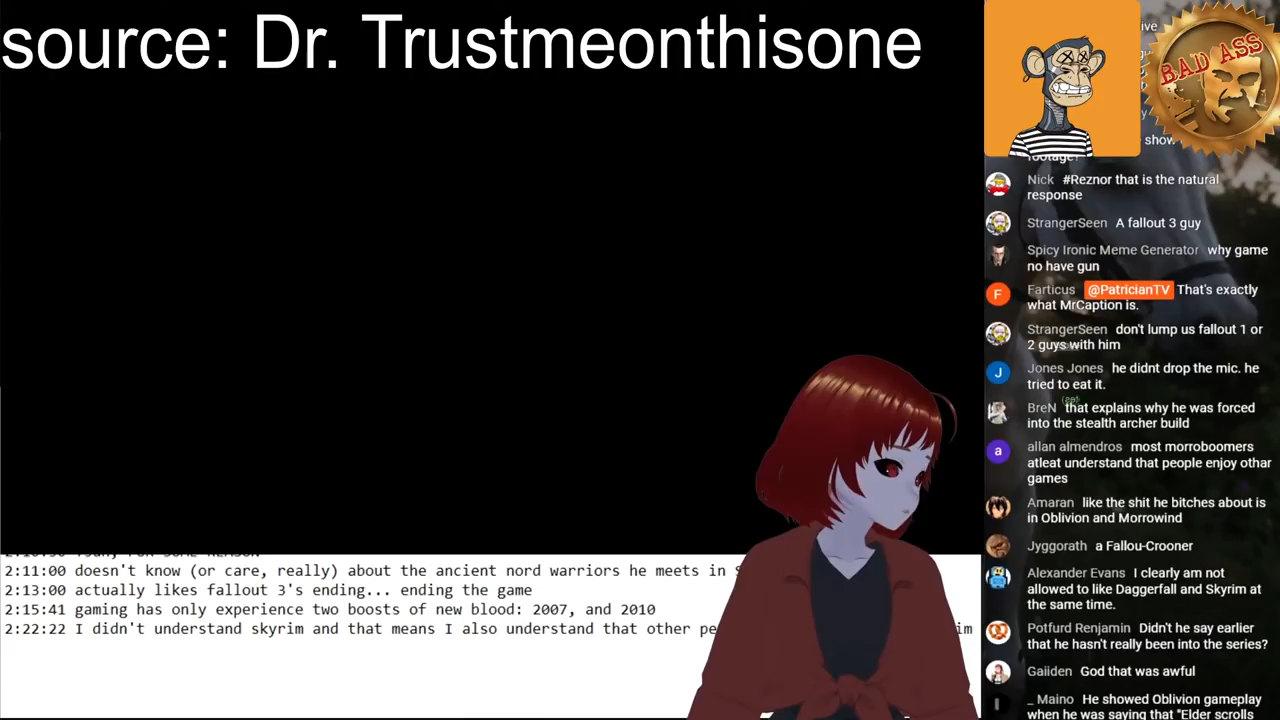 source: Dr. Trustmeonthisone
BAD ASS
show
footage?
Nick #Reznor that is the natural
response
StrangerSeen A fallout 3 guy
Spicy Ironic Meme Generator why game
no have gun
F Farticus @PatricianTV That's exactly
what MrCaption is.
StrangerSeen don't lump us fallout 1 or
2 guys with him
J Jones Jones he didnt drop the mic. he
tried to eat it.
BreN that explains why he was forced
into the stealth archer build
a allan almendros most morroboomers
atleat understand that people enjoy othar
games
Amaran like the shit he bitches about is
in Oblivion and Morrowind
Jyggorath a Fallou-Crooner
Alexander Evans I clearly am not
allowed to like Daggerfall and Skyrim at
the same time.
Potfurd Renjamin Didn't he say earlier
that he hasn't really been into the series?
Gaiiden God that was awful
_ Maino He showed Oblivion gameplay
when he was saying that "Elder scrolls
2:11:00 doesn't know (or care, really) about the ancient nord warriors he meets in
2:13:00 actually likes fallout 3's ending... ending the game
2:15:41 gaming has only experience two boosts of new blood: 2007, and 2010
2:22:22 I didn't understand skyrim and that means I also understand that other